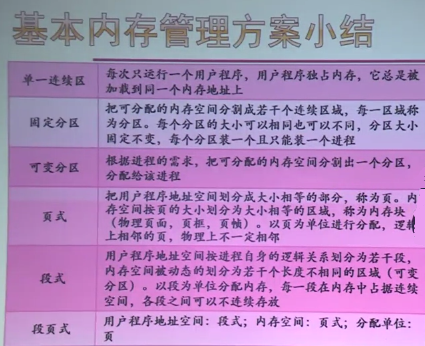 基本内存管理方案小结
单一连续区
每次只运行一个用户程序，用户程序独占内存，它总是被
加载到同一个内存地址上
固定分区
把可分配的内存空间分割成若干个连续区域，每一区域称
为分区。每个分区的大小可以相同也可以不同，分区大小
固定不变，每个分区装一个且只能装一个进程
可变分区
根据进程的需求，把可分配的内存空间分割出一个分区，
分配给该进程
页式
把用户程序地址空间划分成大小相等的部分，称为页。内
存空间按页的大小划分为大小相等的区域，称为内存块
（物理页面，页框，页帧）。以页为单位进行分配，逻辑
上相邻的页，物理上不一定相邻
段式
用户程序地址空间按进程自身的逻辑关系划分为若干段，
内存空间被动态的划分为若干个长度不相同的区域（可变
分区）。以段为单位分配内存，每一段在内存中占据连续
空间，各段之间可以不连续存放
段页式
用户程序地址空间：段式；内存空间：页式；分配单位：
页